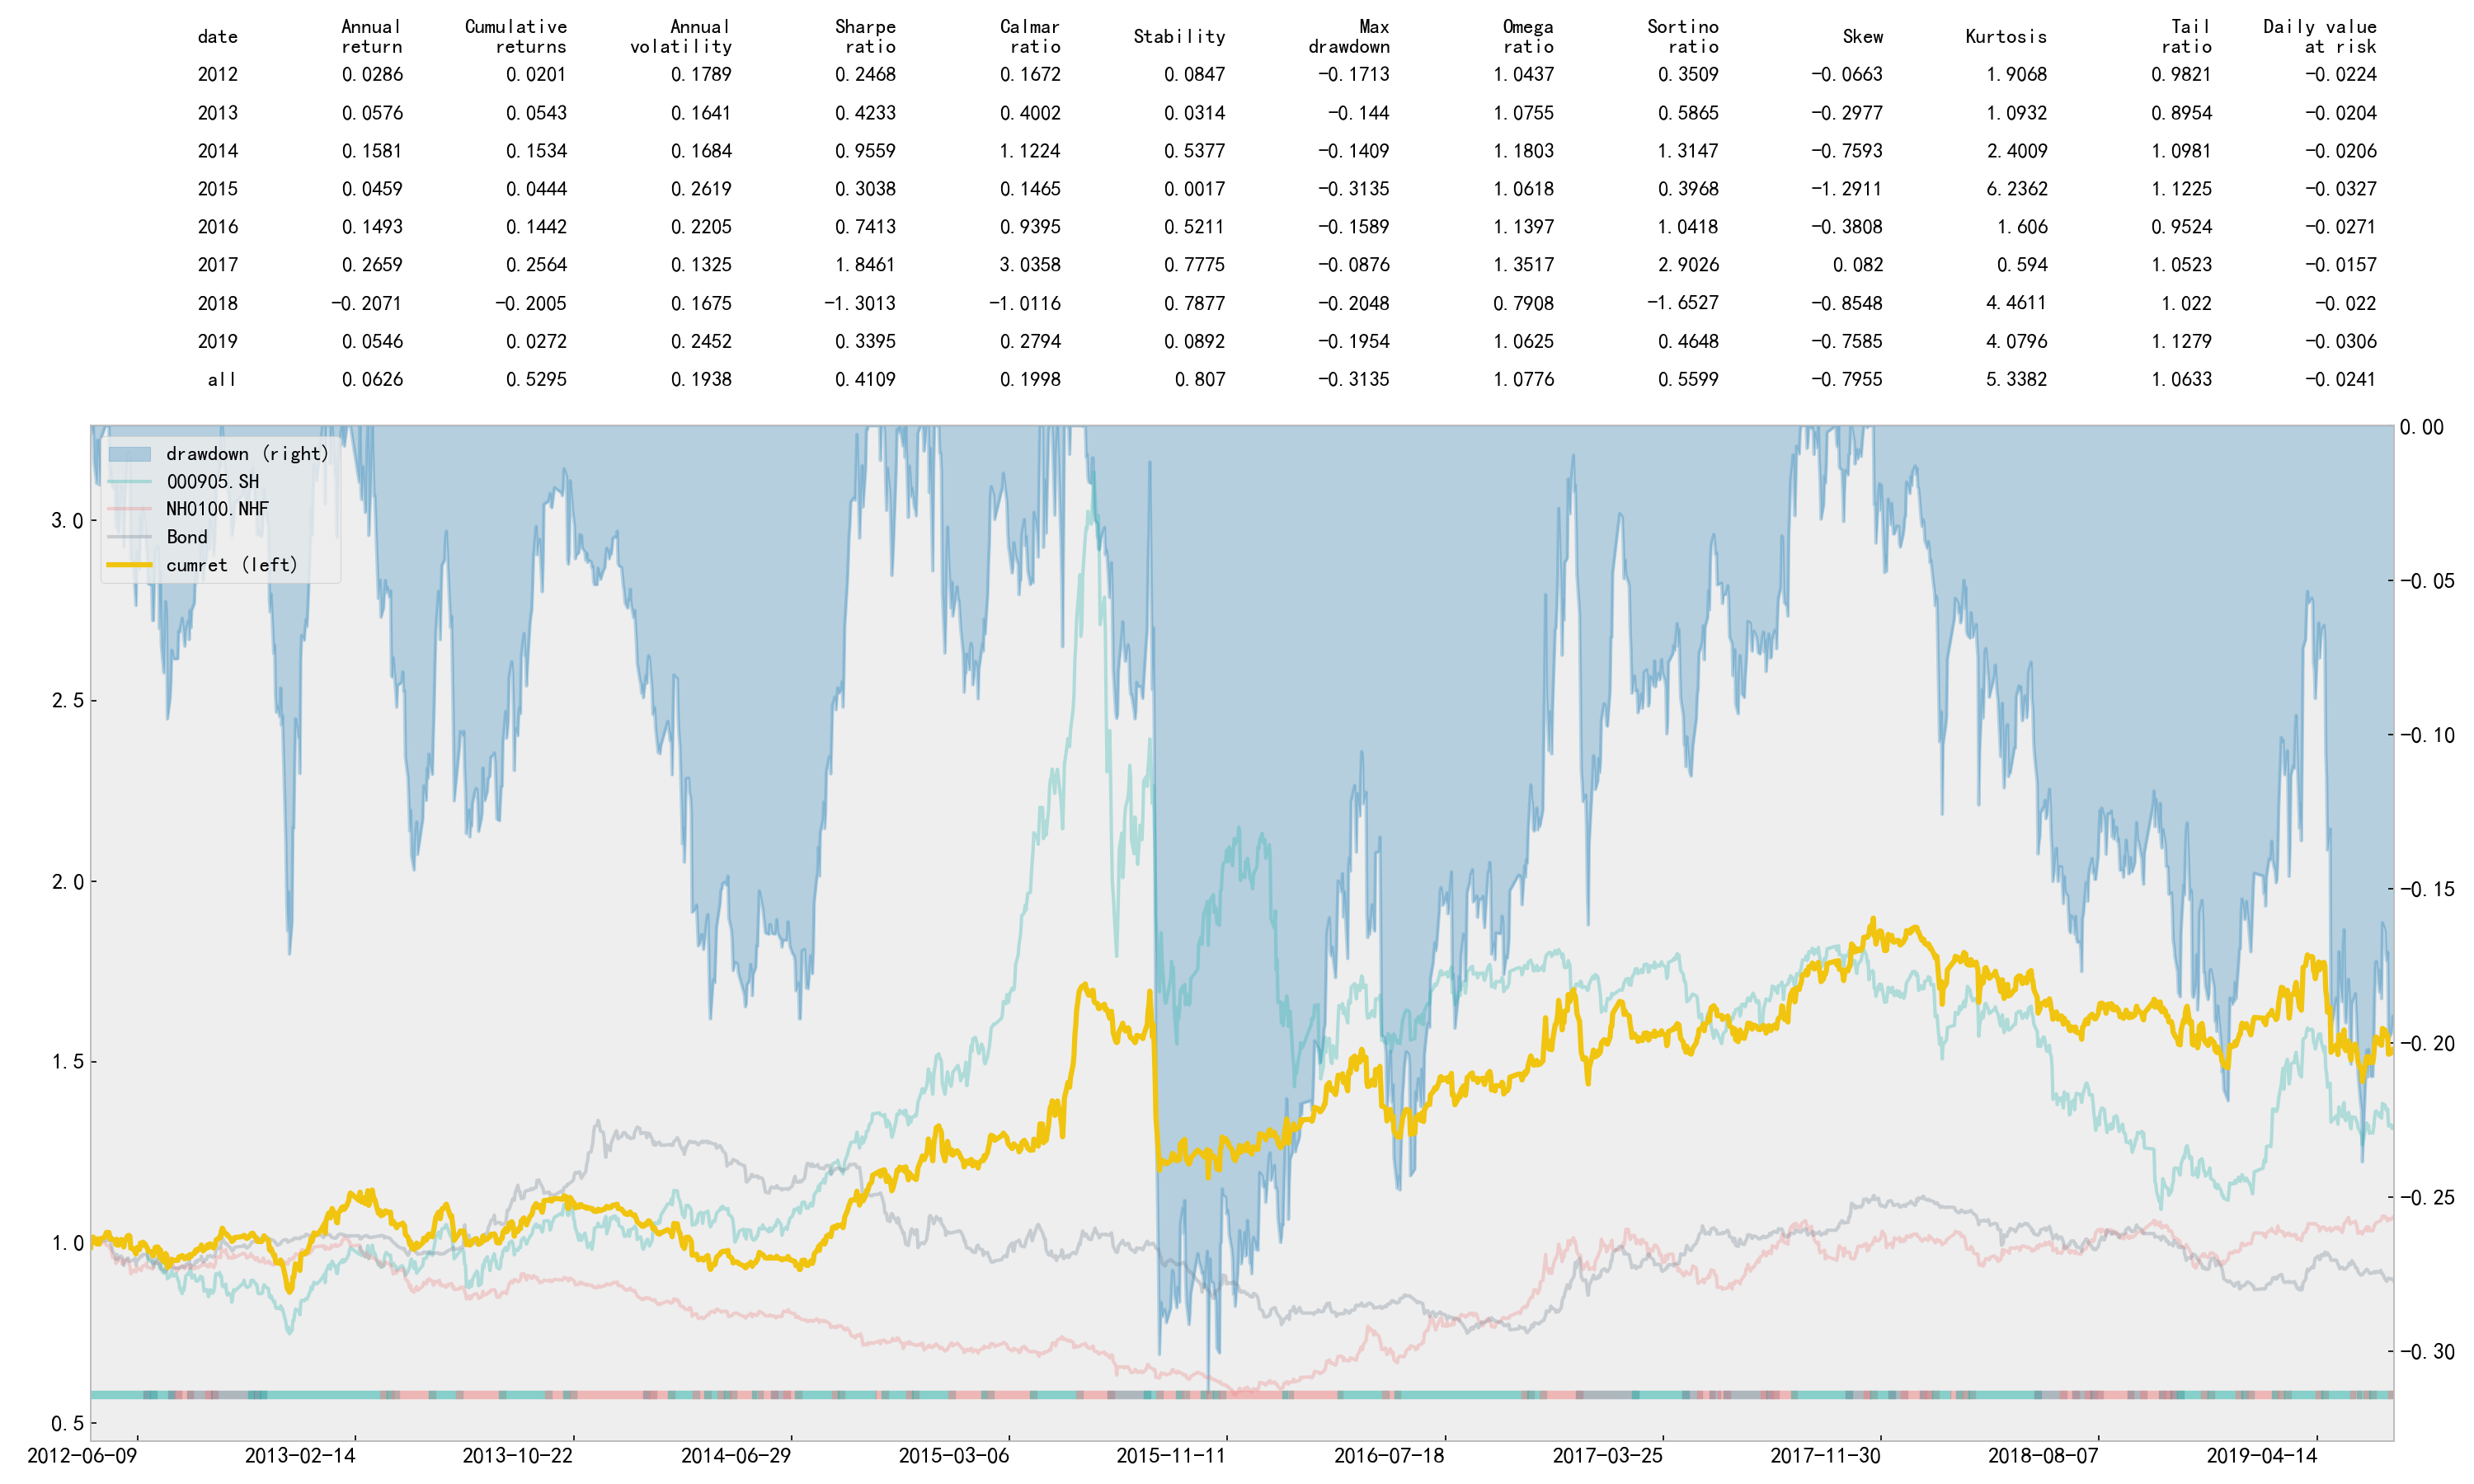 date Annual return Cumulative returns Annual volatility Sharpe ratio Calmar ratio Stability Max drawdown Omega ratio Sortino ratio Skew Kurtosis Tail ratio Daily value at risk
2012 0.0286 0.0201 0.1789 0.2468 0.1672 0.0847 -0.1713 1.0437 0.3509 -0.0663 1.9068 0.9821 -0.0224
2013 0.0576 0.0543 0.1641 0.4233 0.4002 0.0314 -0.144 1.0755 0.5865 -0.2977 1.0932 0.8954 -0.0204
2014 0.1581 0.1534 0.1684 0.9559 1.1224 0.5377 -0.1409 1.1803 1.3147 -0.7593 2.4009 1.0981 -0.0206
2015 0.0459 0.0444 0.2619 0.3038 0.1465 0.0017 -0.3135 1.0618 0.3968 -1.2911 6.2362 1.1225 -0.0327
2016 0.1493 0.1442 0.2205 0.7413 0.9395 0.5211 -0.1589 1.1397 1.0418 -0.3808 1.606 0.9524 -0.0271
2017 0.2659 0.2564 0.1325 1.8461 3.0358 0.7775 -0.0876 1.3517 2.9026 0.082 0.594 1.0523 -0.0157
2018 -0.2071 -0.2005 0.1675 -1.3013 -1.0116 0.7877 -0.2048 0.7908 -1.6527 -0.8548 4.4611 1.022 -0.022
2019 0.0546 0.0272 0.2452 0.3395 0.2794 0.0892 -0.1954 1.0625 0.4648 -0.7585 4.0796 1.1279 -0.0306
all 0.0626 0.5295 0.1938 0.4109 0.1998 0.807 -0.3135 1.0776 0.5599 -0.7955 5.3382 1.0633 -0.0241
drawdown (right)
000905.SH
NH0100.NHF
Bond
cumret (left)
3.0
2.5
2.0
1.5
1.0
0.5
0.00
-0.05
-0.10
-0.15
-0.20
-0.25
-0.30
2012-06-09 2013-02-14 2013-10-22 2014-06-29 2015-03-06 2015-11-11 2016-07-18 2017-03-25 2017-11-30 2018-08-07 2019-04-14